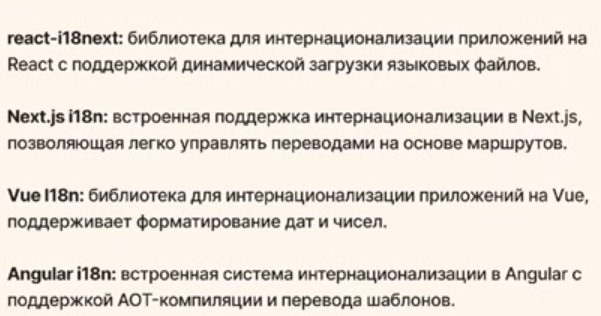 react-i18next: библиотека для интернационализации приложений на
React с поддержкой динамической загрузки языковых файлов.
Next.js i18n: встроенная поддержка интернационализации в Next.js,
позволяющая легко управлять переводами на основе маршрутов.
Vue I18n: библиотека для интернационализации приложений на Vue,
поддерживает форматирование дат и чисел.
Angular i18n: встроенная система интернационализации в Angular с
поддержкой AOT-компиляции и перевода шаблонов.